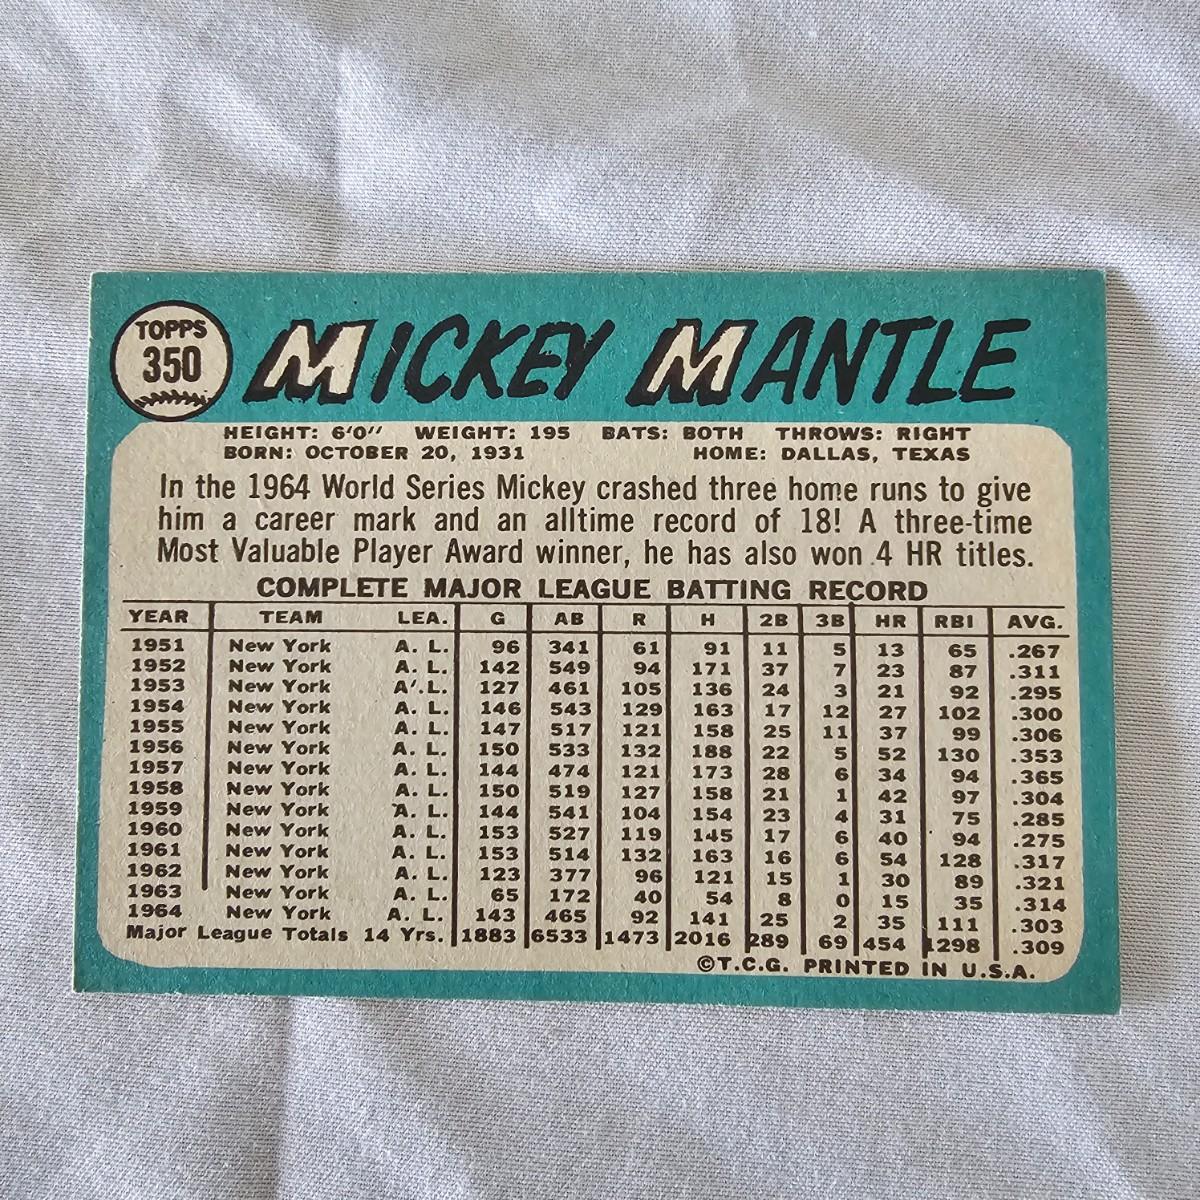 TOPPS
350
MICKEY MANTLE
HEIGHT: 6'0" WEIGHT: 195 BATS: BOTH THROWS: RIGHT
BORN: OCTOBER 20, 1931 HOME: DALLAS, TEXAS
In the 1964 World Series Mickey crashed three home runs to give
him a career mark and an alltime record of 18! A three-time
Most Valuable Player Award winner, he has also won 4 HR titles.
COMPLETE MAJOR LEAGUE BATTING RECORD
YEAR TEAM LEA. G AB R H 2B 3B HR RBI AVG.
1951 New York A. L. 96 341 61 91 11 5 13 65 .267
1952 New York A. L. 142 549 94 171 37 7 23 87 .311
1953 New York A. L. 127 461 105 136 24 3 21 92 .295
1954 New York A. L. 146 543 129 163 17 12 27 102 .300
1955 New York A. L. 147 517 121 158 25 11 37 99 .306
1956 New York A. L. 150 533 132 188 22 5 52 130 .353
1957 New York A. L. 144 474 121 173 28 6 34 94 .365
1958 New York A. L. 150 519 127 158 21 1 42 97 .304
1959 New York A. L. 144 541 104 154 23 4 31 75 .285
1960 New York A. L. 153 527 119 145 17 6 40 94 .275
1961 New York A. L. 153 514 132 163 16 6 54 128 .317
1962 New York A. L. 123 377 96 121 15 1 30 89 .321
1963 New York A. L. 65 172 40 54 8 0 15 35 .314
1964 New York A. L. 143 465 92 141 25 2 35 111 .303
Major League Totals 14 Yrs. 1883 6533 1473 2016 289 69 454 1298 .309
©T.C.G. PRINTED IN U.S.A.